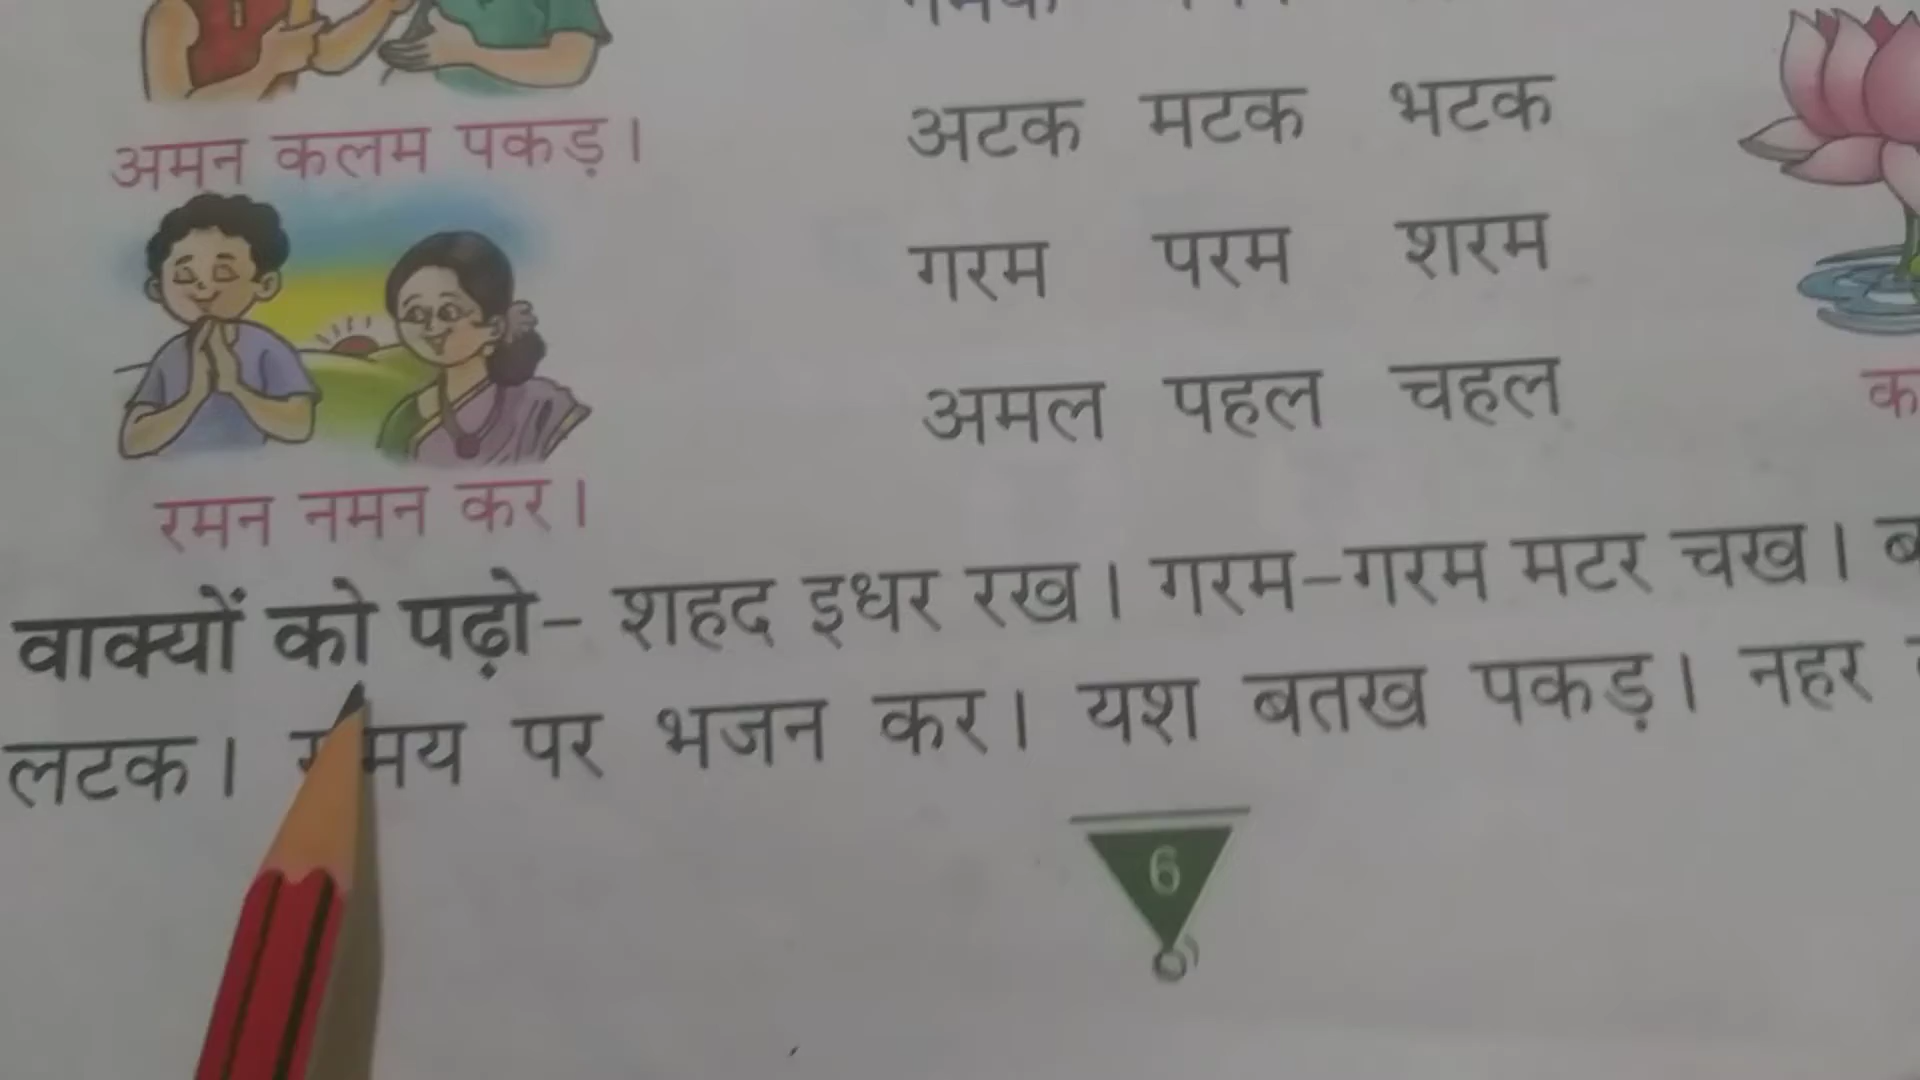 अमन कलम पकड़।
अटक मटक भटक
गरम परम शरम
अमल पहल चहल
रमन नमन कर।
वाक्यों को पढ़ो– शहद इधर रख। गरम–गरम मटर चख।
लटक। पर भजन कर। यश बतख पकड़। नहर
6